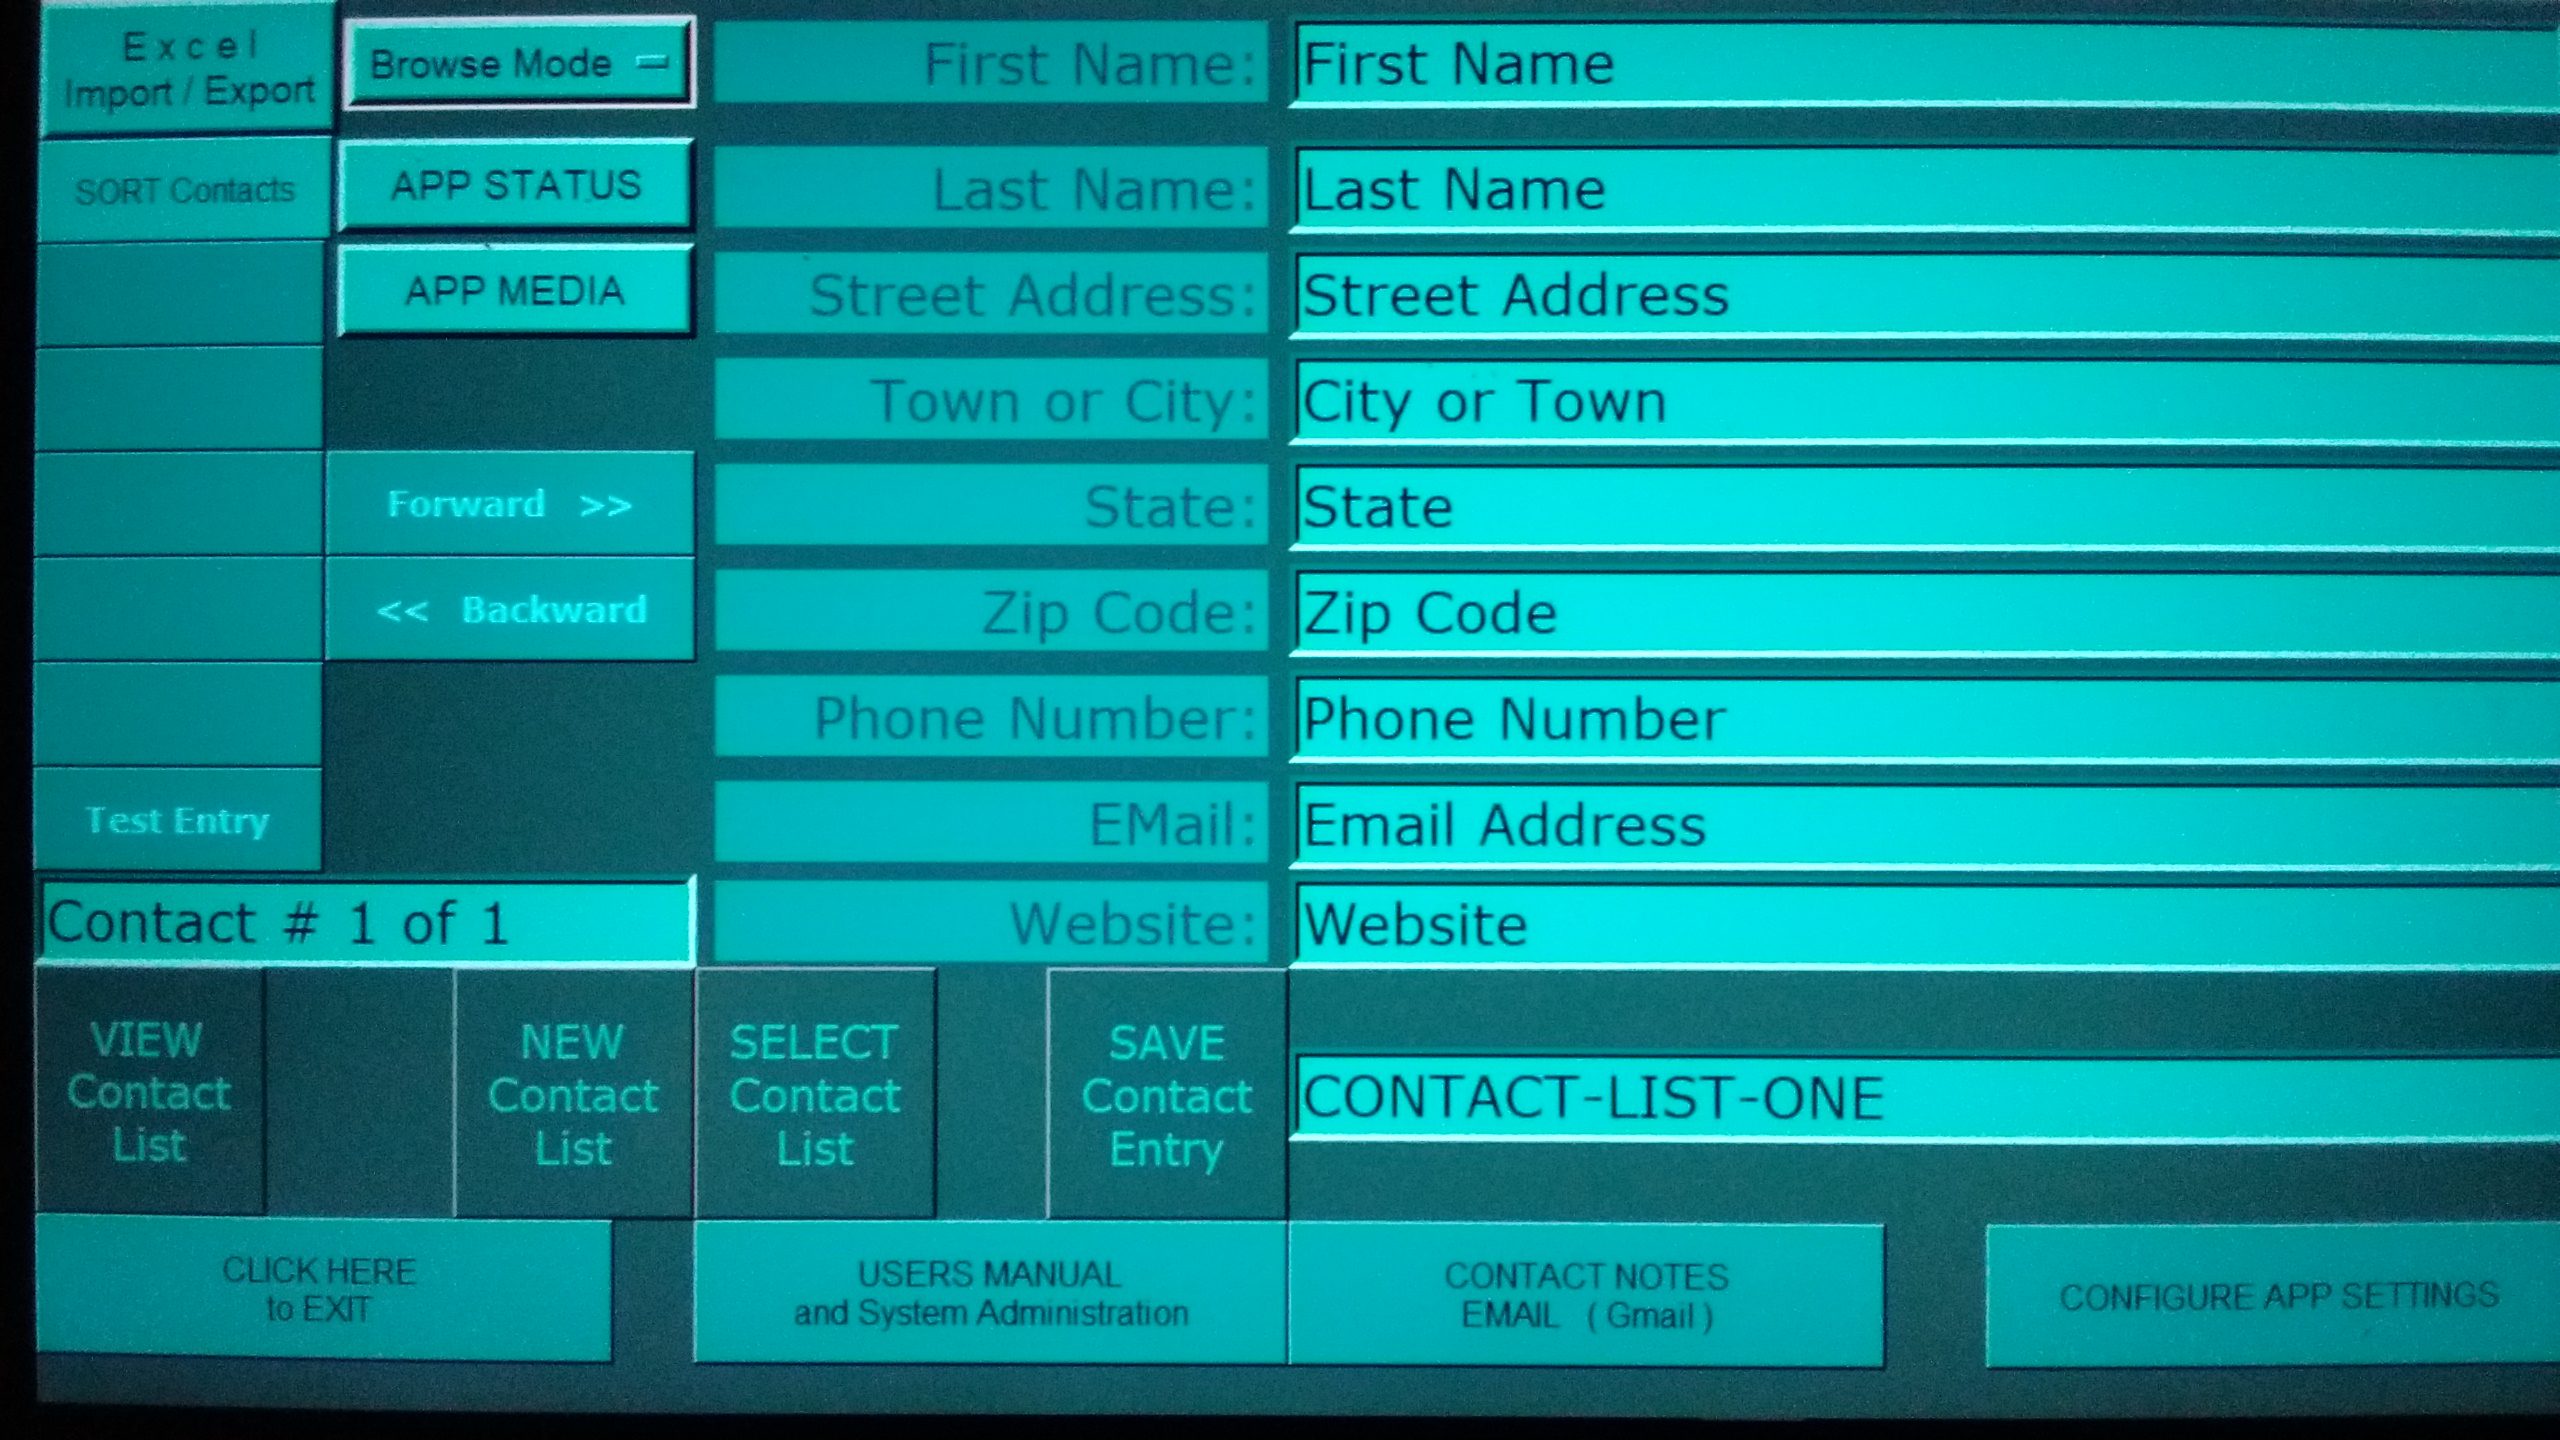 Excel
Import / Export
Browse Mode
First Name:
First Name
SORT Contacts
APP STATUS
Last Name:
Last Name
APP MEDIA
Street Address:
Street Address
Town or City:
City or Town
Forward >>
State:
State
<< Backward
Zip Code:
Zip Code
Phone Number:
Phone Number
Test Entry
EMail:
Email Address
Contact # 1 of 1
Website:
Website
VIEW
Contact
List
NEW
Contact
List
SELECT
Contact
List
SAVE
Contact
Entry
CONTACT-LIST-ONE
CLICK HERE
to EXIT
USERS MANUAL
and System Administration
CONTACT NOTES
EMAIL ( Gmail )
CONFIGURE APP SETTINGS